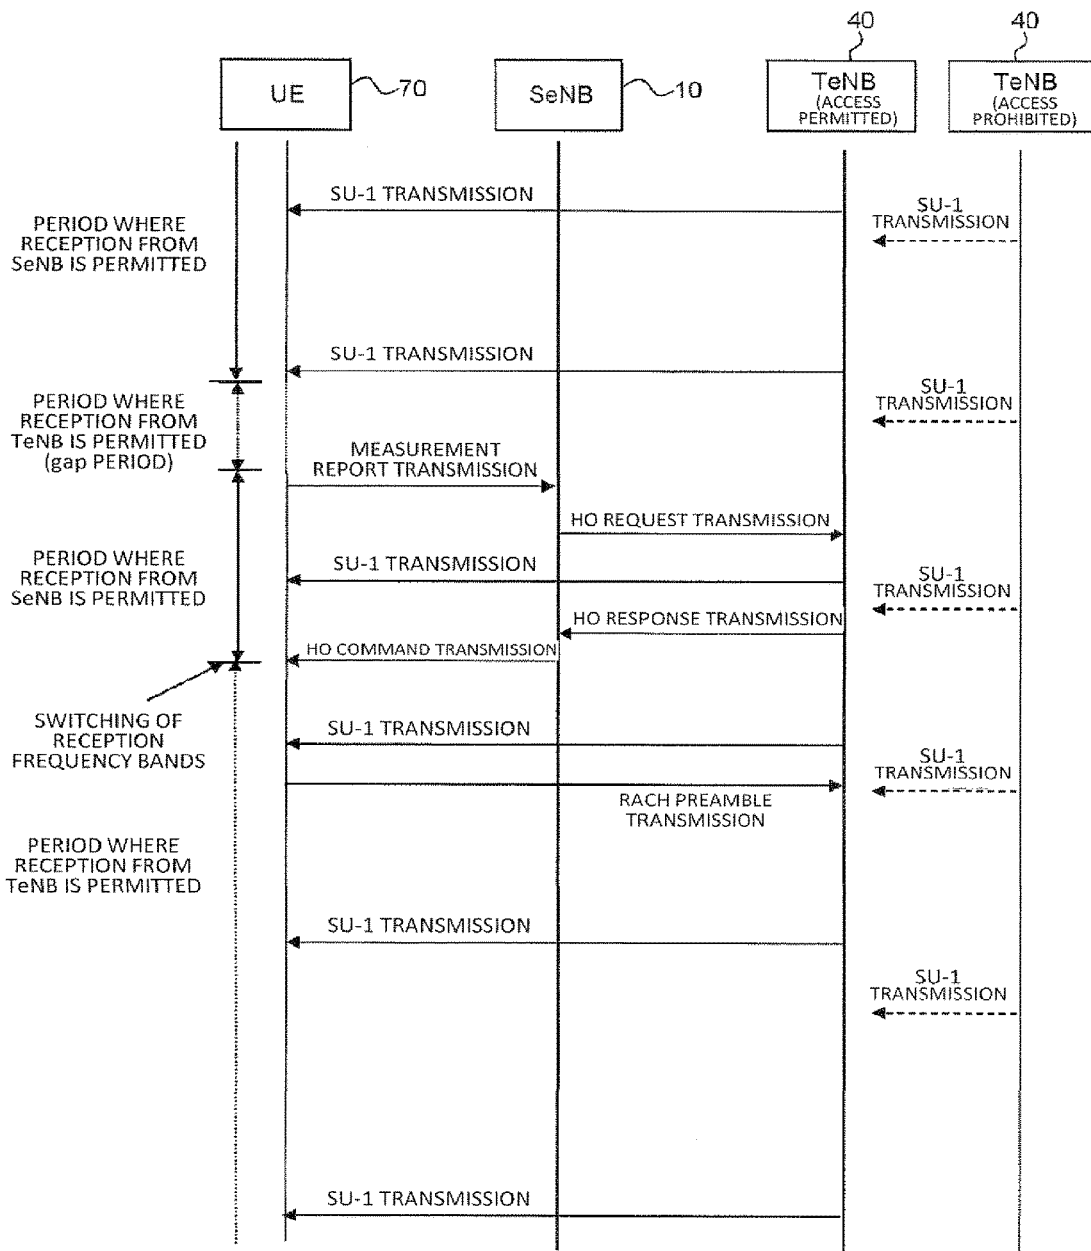 40
40
UE
70
SeNB
10
TeNB
(ACCESS
PERMITTED)
TeNB
(ACCESS
PROHIBITED)
SU-1 TRANSMISSION
SU-1
TRANSMISSION
PERIOD WHERE
RECEPTION FROM
SeNB IS PERMITTED
SU-1 TRANSMISSION
SU-1
TRANSMISSION
PERIOD WHERE
RECEPTION FROM
TeNB IS PERMITTED
(gap PERIOD)
MEASUREMENT
REPORT TRANSMISSION
HO REQUEST TRANSMISSION
PERIOD WHERE
RECEPTION FROM
SeNB IS PERMITTED
SU-1 TRANSMISSION
SU-1
TRANSMISSION
HO RESPONSE TRANSMISSION
HO COMMAND TRANSMISSION
SWITCHING OF
RECEPTION
FREQUENCY BANDS
SU-1 TRANSMISSION
SU-1
TRANSMISSION
RACH PREAMBLE
TRANSMISSION
PERIOD WHERE
RECEPTION FROM
TeNB IS PERMITTED
SU-1 TRANSMISSION
SU-1
TRANSMISSION
SU-1 TRANSMISSION